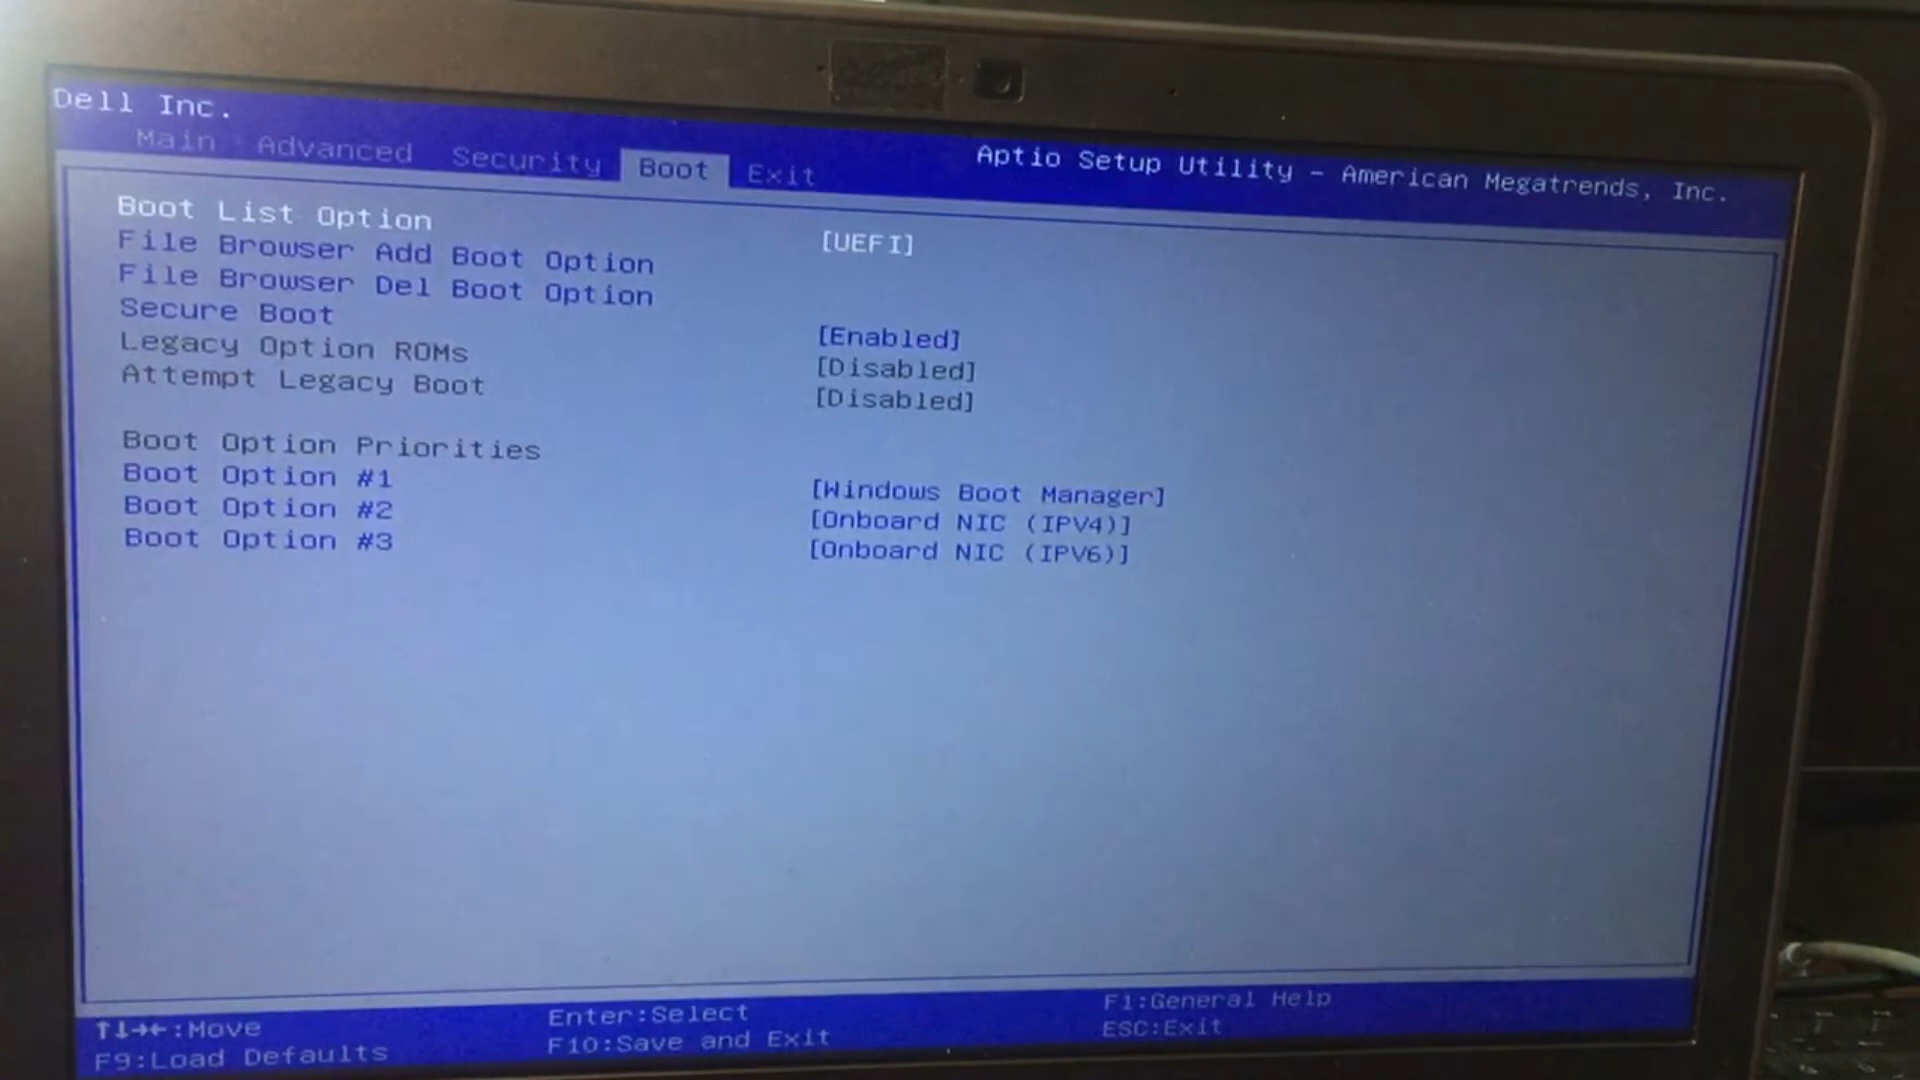 Dell Inc.
Aptio Setup Utility - American Megatrends, Inc.
Main Advanced Security Boot Exit
Boot List Option [UEFI]
File Browser Add Boot Option
File Browser Del Boot Option
Secure Boot [Enabled]
Legacy Option ROMs [Disabled]
Attempt Legacy Boot [Disabled]
Boot Option Priorities
Boot Option #1 [Windows Boot Manager]
Boot Option #2 [Onboard NIC (IPV4)]
Boot Option #3 [Onboard NIC (IPV6)]
↑↓→←:Move Enter:Select F1:General Help
F9:Load Defaults F10:Save and Exit ESC:Exit